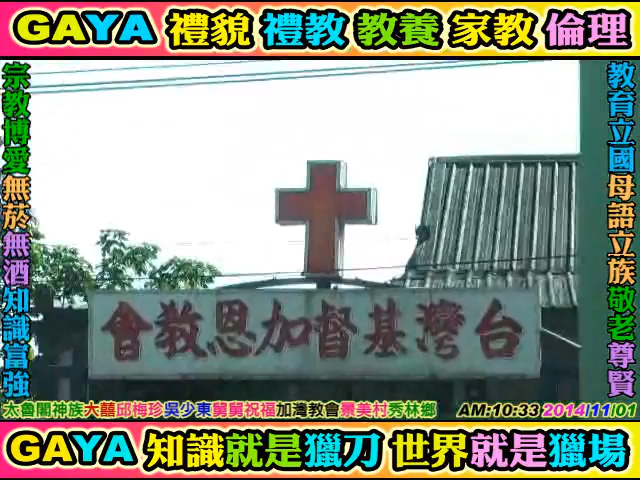 GAYA 禮貌 禮教 教養 家教 倫理
宗教博愛無菸無酒知識富強
教育立國母語立族敬老尊賢
台灣基督加恩教會
太魯閣神族大囍邱梅珍吳少東舅舅祝福加灣教會景美村秀林鄉 AM:10:33 2014/11/01
GAYA 知識就是獵刀 世界就是獵場